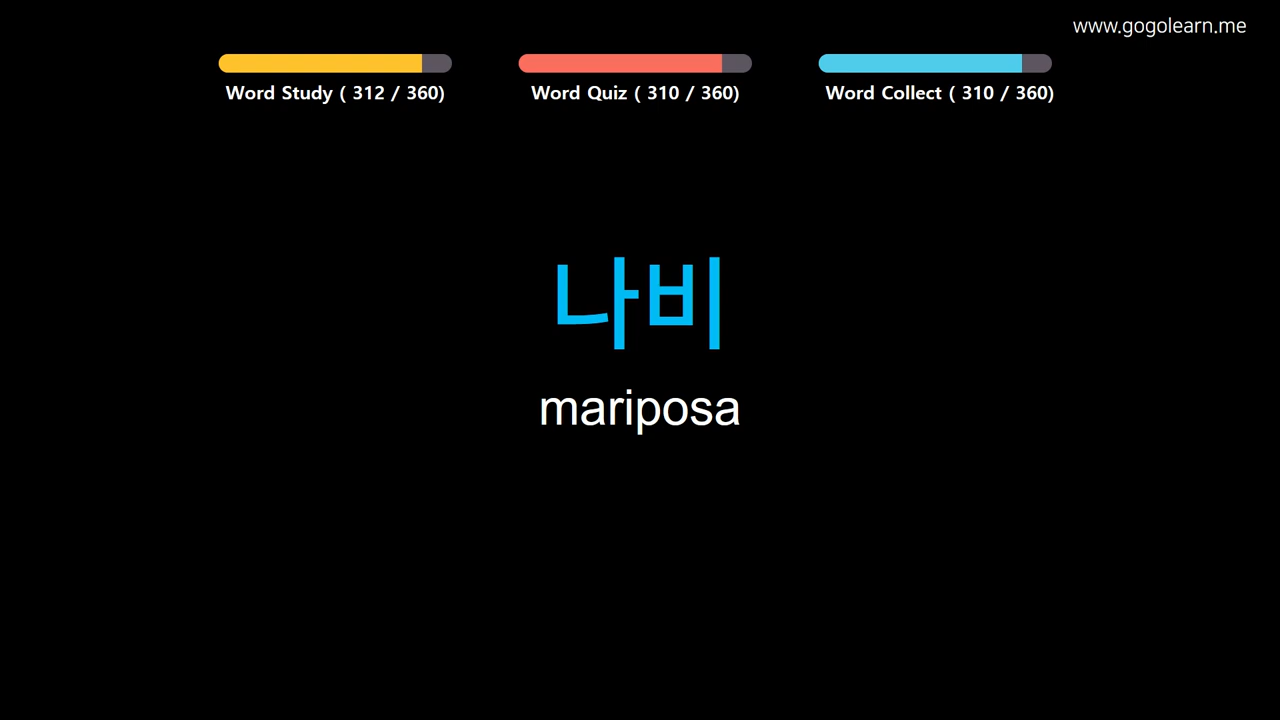 www.gogolearn.me
Word Study ( 312 / 360)
Word Quiz ( 310 / 360)
Word Collect ( 310 / 360)
나비
mariposa